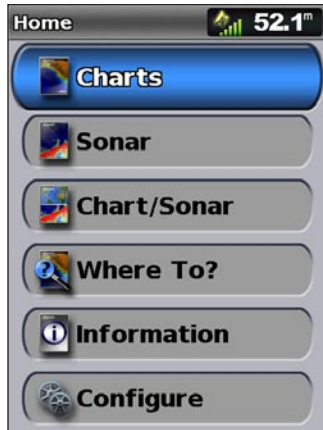 Home 52.1m
Charts
Sonar
Chart/Sonar
Where To?
Information
Configure